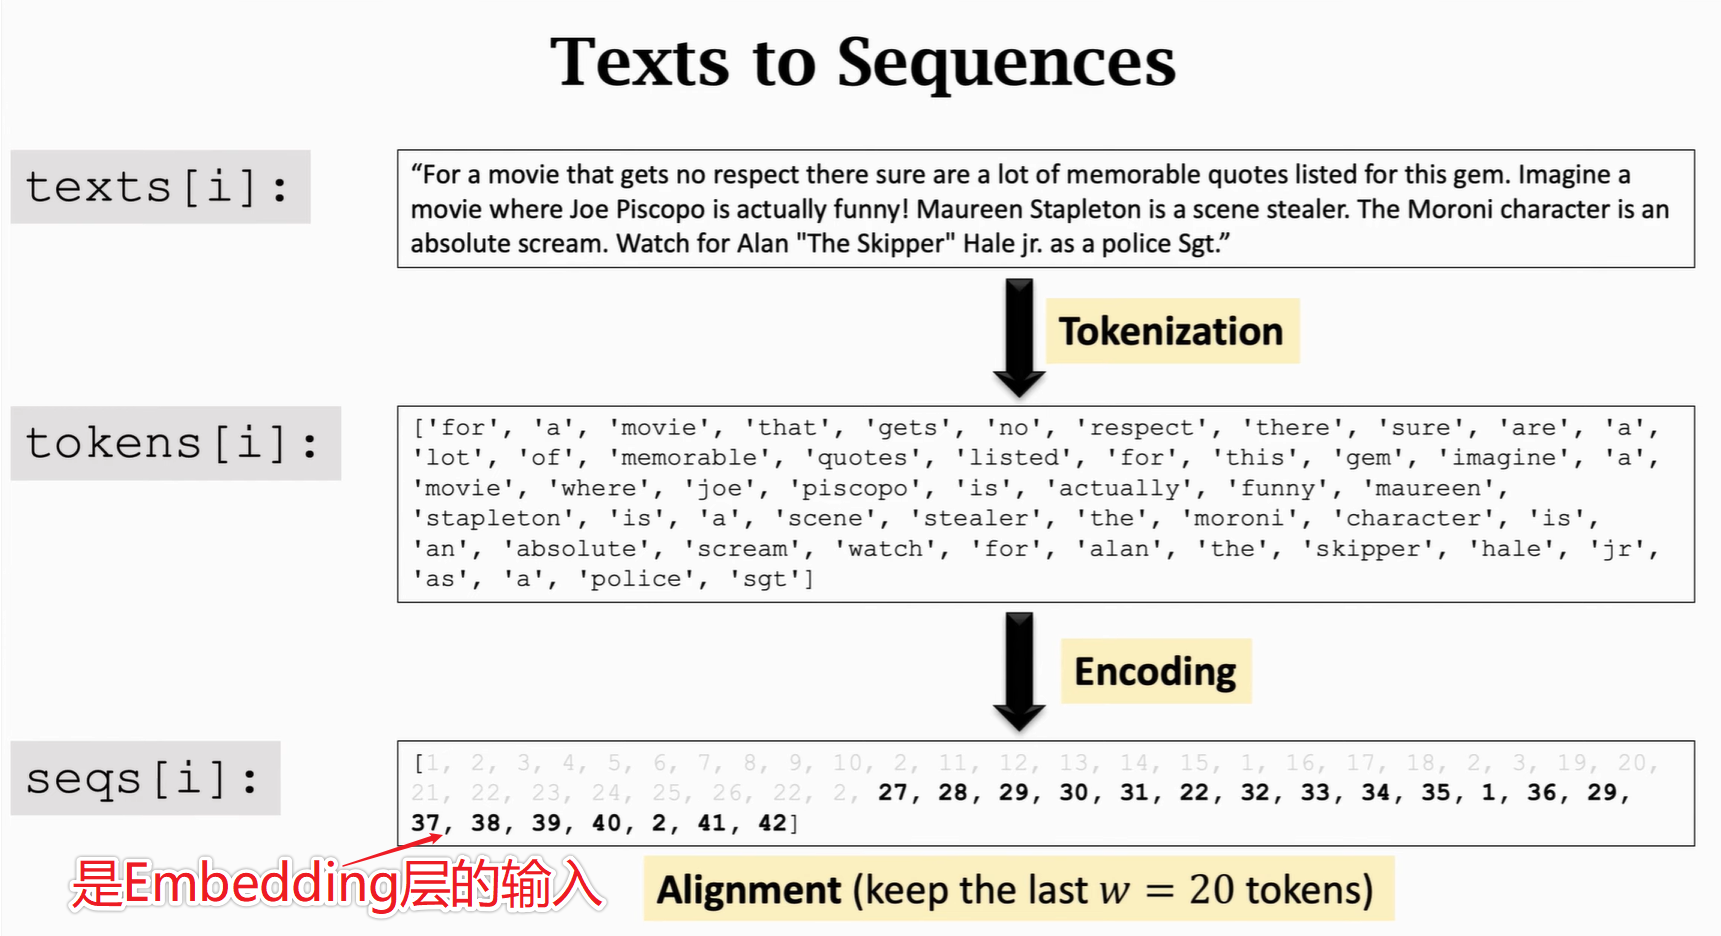 Texts to Sequences
texts[i]:
“For a movie that gets no respect there sure are a lot of memorable quotes listed for this gem. Imagine a
movie where Joe Piscopo is actually funny! Maureen Stapleton is a scene stealer. The Moroni character is an
absolute scream. Watch for Alan "The Skipper" Hale jr. as a police Sgt.”
Tokenization
tokens[i]:
['for', 'a', 'movie', 'that', 'gets', 'no', 'respect', 'there', 'sure', 'are', 'a',
'lot', 'of', 'memorable', 'quotes', 'listed', 'for', 'this', 'gem', 'imagine', 'a',
'movie', 'where', 'joe', 'piscopo', 'is', 'actually', 'funny', 'maureen',
'stapleton', 'is', 'a', 'scene', 'stealer', 'the', 'moroni', 'character', 'is',
'an', 'absolute', 'scream', 'watch', 'for', 'alan', 'the', 'skipper', 'hale', 'jr',
'as', 'a', 'police', 'sgt']
Encoding
seqs[i]:
[1, 2, 3, 4, 5, 6, 7, 8, 9, 10, 2, 11, 12, 13, 14, 15, 1, 16, 17, 18, 2, 3, 19, 20,
21, 22, 23, 24, 25, 26, 22, 2, 27, 28, 29, 30, 31, 22, 32, 33, 34, 35, 1, 36, 29,
37, 38, 39, 40, 2, 41, 42]
是Embedding层的输入
Alignment (keep the last w = 20 tokens)